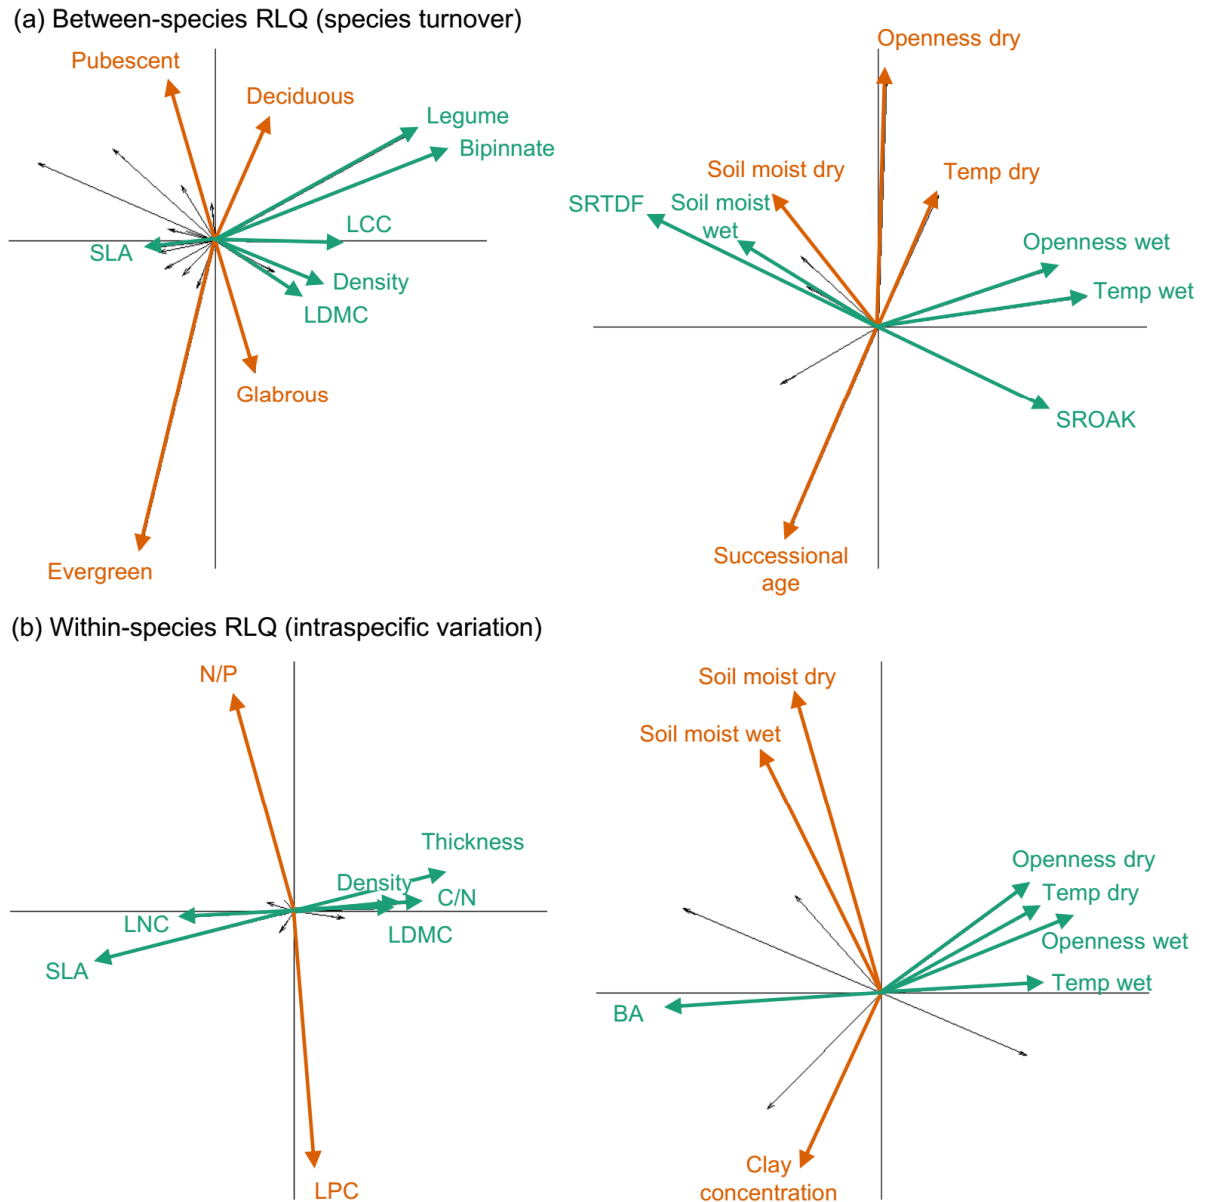 (a) Between-species RLQ (species turnover)
Pubescent
Deciduous
Legume
Bipinnate
LCC
SLA
Density
LDMC
Glabrous
Evergreen
Openness dry
Soil moist dry
Temp dry
SRTDF
Soil moist
wet
Openness wet
Temp wet
SROAK
Successional
age
(b) Within-species RLQ (intraspecific variation)
N/P
Thickness
Density
C/N
LNC
LDMC
SLA
LPC
Soil moist dry
Soil moist wet
Openness dry
Temp dry
Openness wet
Temp wet
BA
Clay
concentration